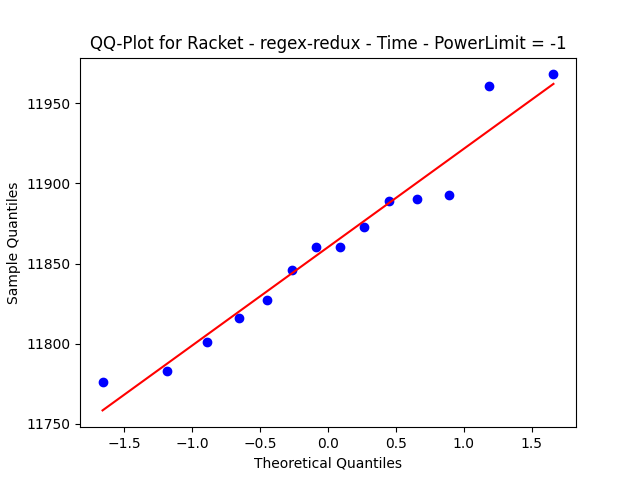 QQ-Plot for Racket - regex-redux - Time - PowerLimit = -1
11950
11900
11850
11800
11750
Sample Quantiles
−1.5 −1.0 −0.5 0.0 0.5 1.0 1.5
Theoretical Quantiles